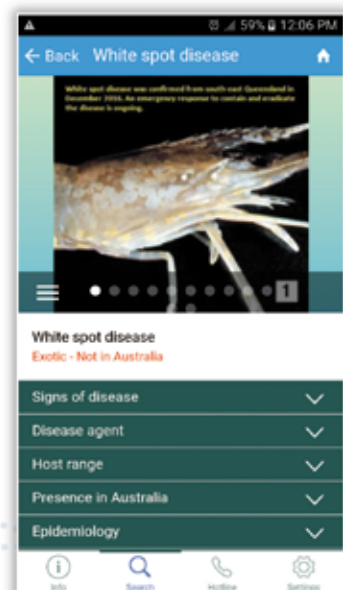 59% 12:06 PM
Back White spot disease
White spot disease was confirmed from south east Queensland in
December 2016. An emergency response to contain and eradicate
the disease is ongoing.
1
White spot disease
Exotic - Not in Australia
Signs of disease
Disease agent
Host range
Presence in Australia
Epidemiology
Info Search Hotline Settings